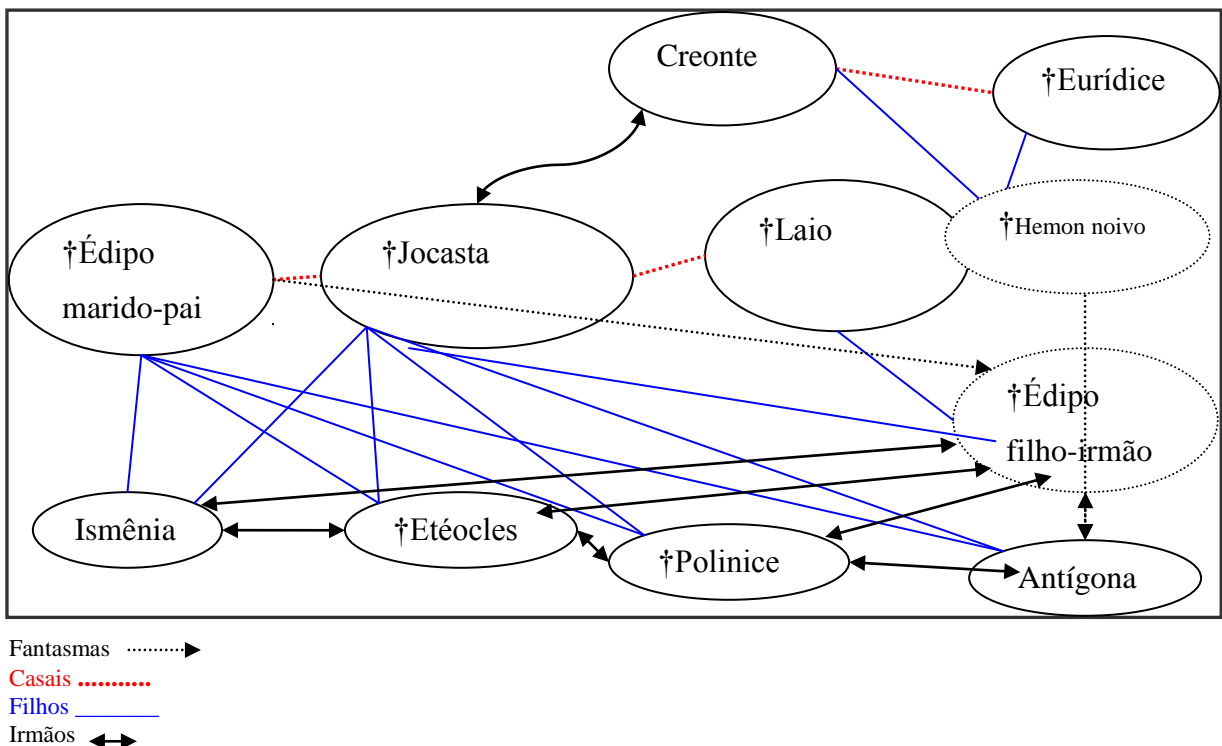 Creonte
†Eurídice
†Hemon noivo
†Laio
†Jocasta
†Édipo
marido-pai
†Édipo
filho-irmão
Ismênia
†Etéocles
†Polinice
Antígona
Fantasmas
Casais
Filhos
Irmãos